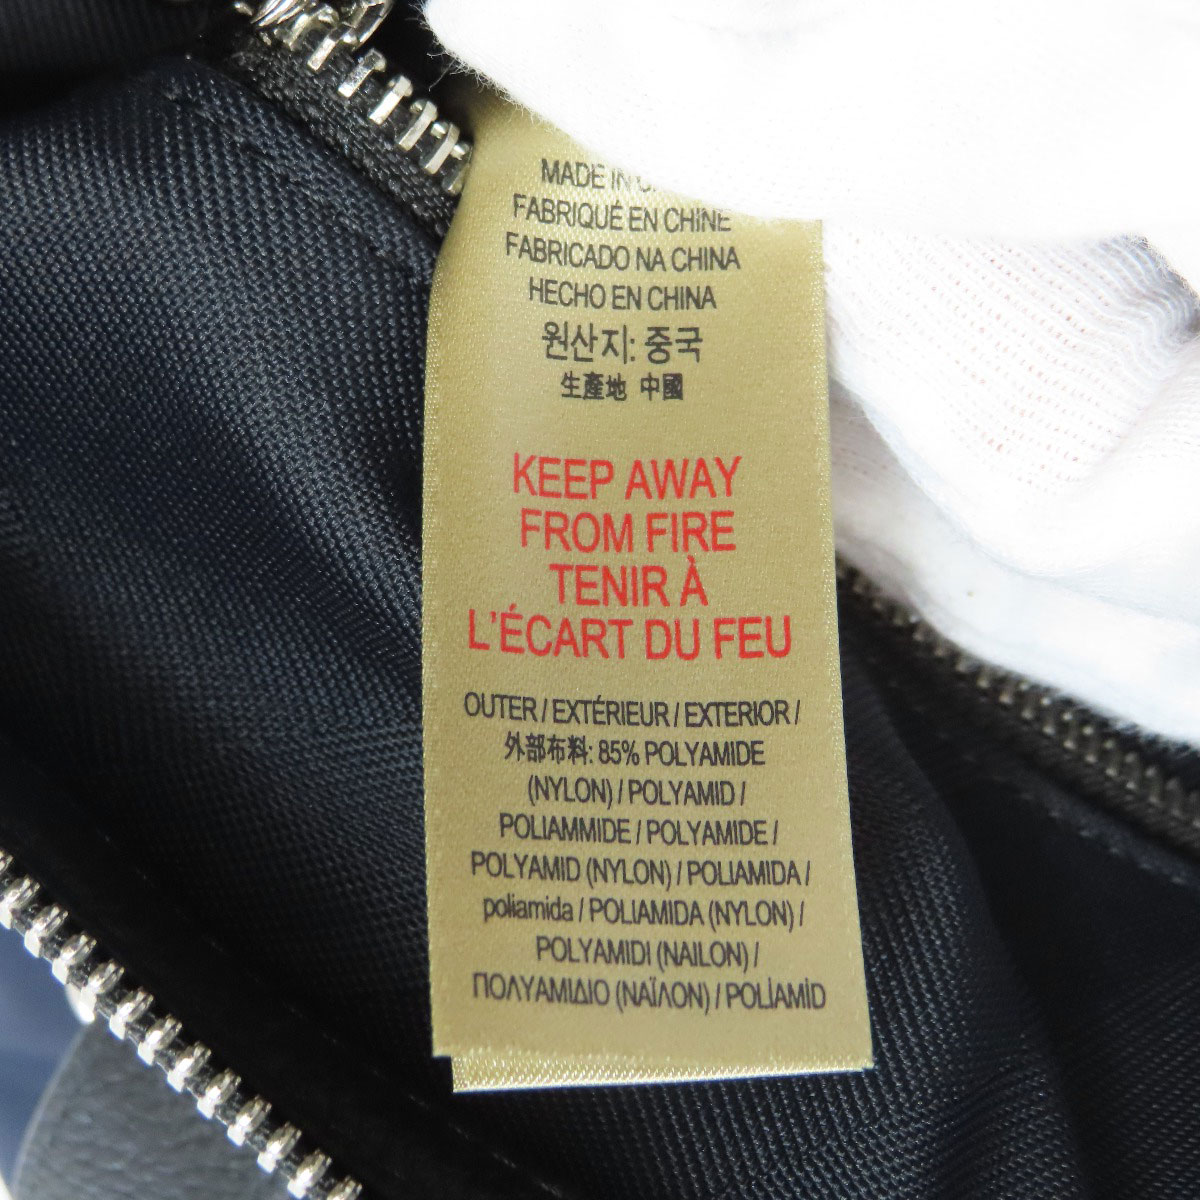 MADE IN
FABRIQUÉ EN CHINE
FABRICADO NA CHINA
HECHO EN CHINA
원산지: 중국
生產地 中國
KEEP AWAY
FROM FIRE
TENIR À
L'ÉCART DU FEU
OUTER / EXTÉRIEUR / EXTERIOR /
外部布料: 85% POLYAMIDE
(NYLON) / POLYAMID /
POLIAMMIDE / POLYAMIDE /
POLYAMID (NYLON) / POLIAMIDA /
poliamida / POLIAMIDA (NYLON) /
POLYAMIDI (NAILON) /
ΠΟΛΥΑΜΙΔΙΟ (ΝΑΪΛΟΝ) / POLİAMİD